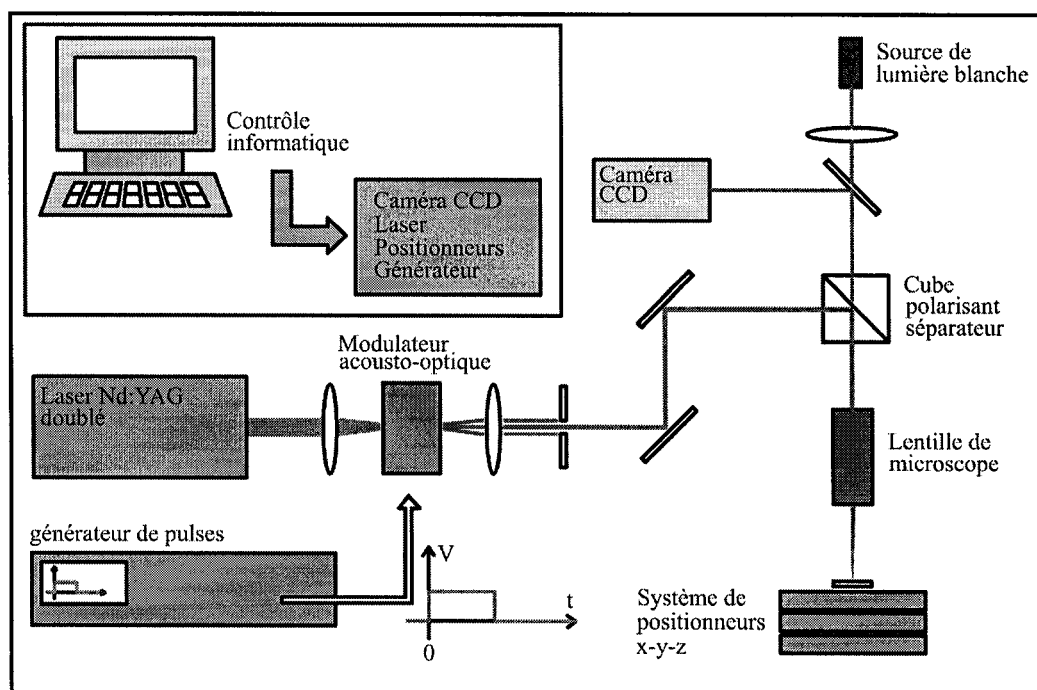 Source de
lumière blanche
Contrôle
informatique
Caméra
CCD
Caméra CCD
Laser
Positionneurs
Générateur
Cube
polarisant
séparateur
Modulateur
acousto-optique
Laser Nd:YAG
doublé
Lentille de
microscope
générateur de pulses
V
t
0
Système de
positionneurs
x-y-z